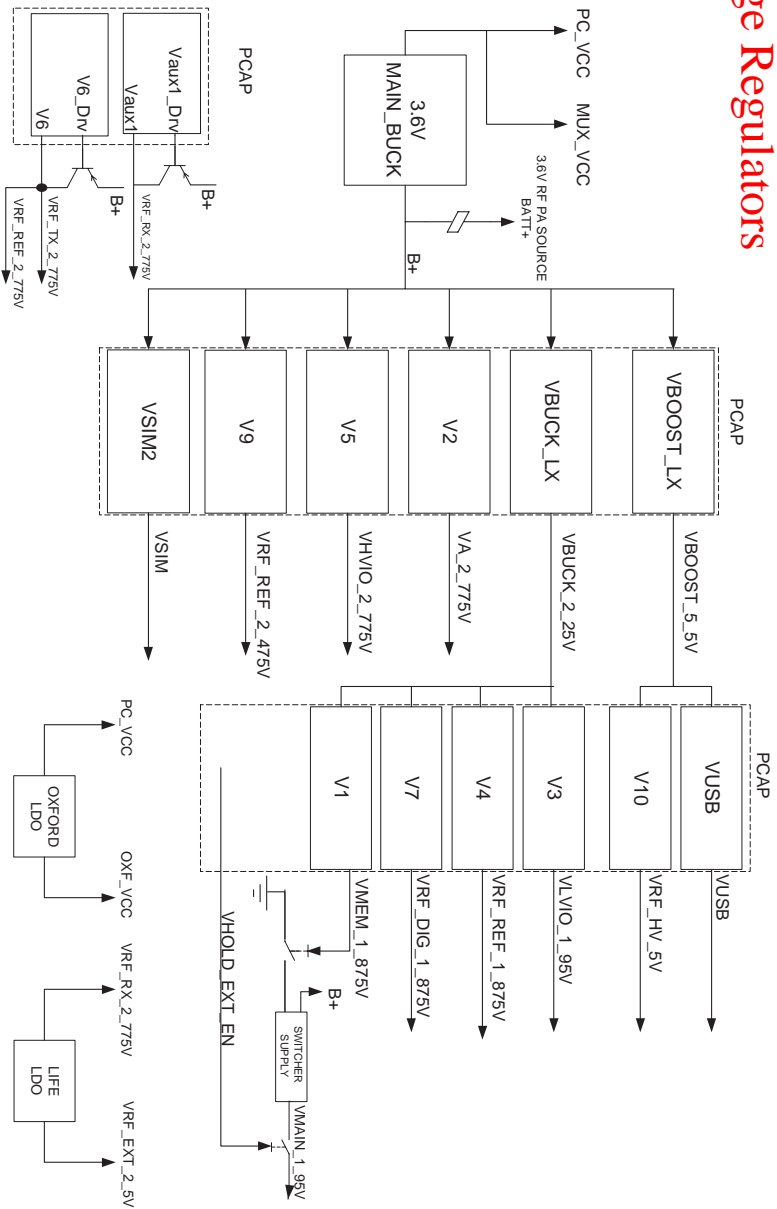 ge Regulators
PC_VCC
MUX_VCC
3.6V
MAIN_BUCK
3.6V RF PA SOURCE
BATT+
B+
PCAP
VBOOST_LX
VBUCK_LX
V2
V5
V9
VSIM2
VBOOST_5_5V
VBUCK_2_25V
VA_2_775V
VHVIO_2_775V
VRF_REF_2_475V
VSIM
PCAP
VUSB
V10
V3
V4
V7
V1
VUSB
VRF_HV_5V
VLVIO_1_95V
VRF_REF_1_875V
VRF_DIG_1_875V
VMEM_1_875V
VHOLD_EXT_EN
B+
SWITCHER
SUPPLY
VMAIN_1_95V
PCAP
Vaux1_Drv
Vaux1
V6_Drv
V6
B+
B+
VRF_RX_2_775V
VRF_TX_2_775V
VRF_REF_2_775V
PC_VCC
OXFORD
LDO
OXF_VCC
VRF_RX_2_775V
LIFE
LDO
VRF_EXT_2_5V